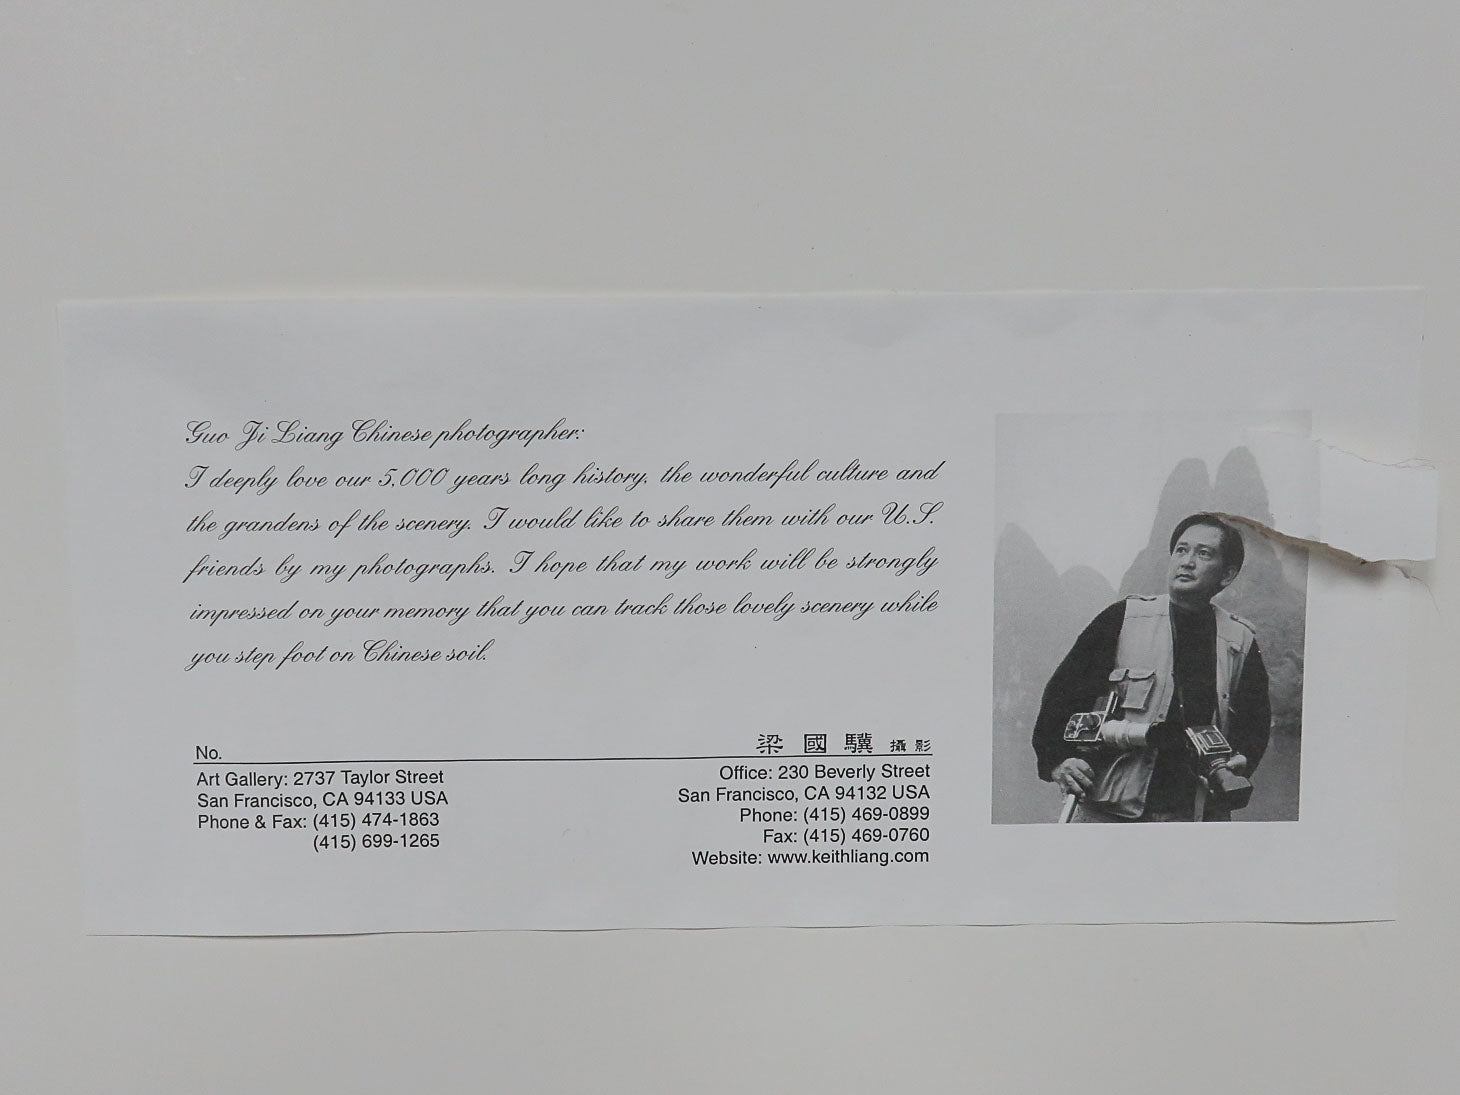 Guo Ji Liang Chinese photographer:
I deeply love our 5,000 years long history, the wonderful culture and
the grandens of the scenery. I would like to share them with our U.S.
friends by my photographs. I hope that my work will be strongly
impressed on your memory that you can track those lovely scenery while
you step foot on Chinese soil.
No.
梁國驥 攝影
Art Gallery: 2737 Taylor Street
San Francisco, CA 94133 USA
Phone & Fax: (415) 474-1863
(415) 699-1265
Office: 230 Beverly Street
San Francisco, CA 94132 USA
Phone: (415) 469-0899
Fax: (415) 469-0760
Website: www.keithliang.com